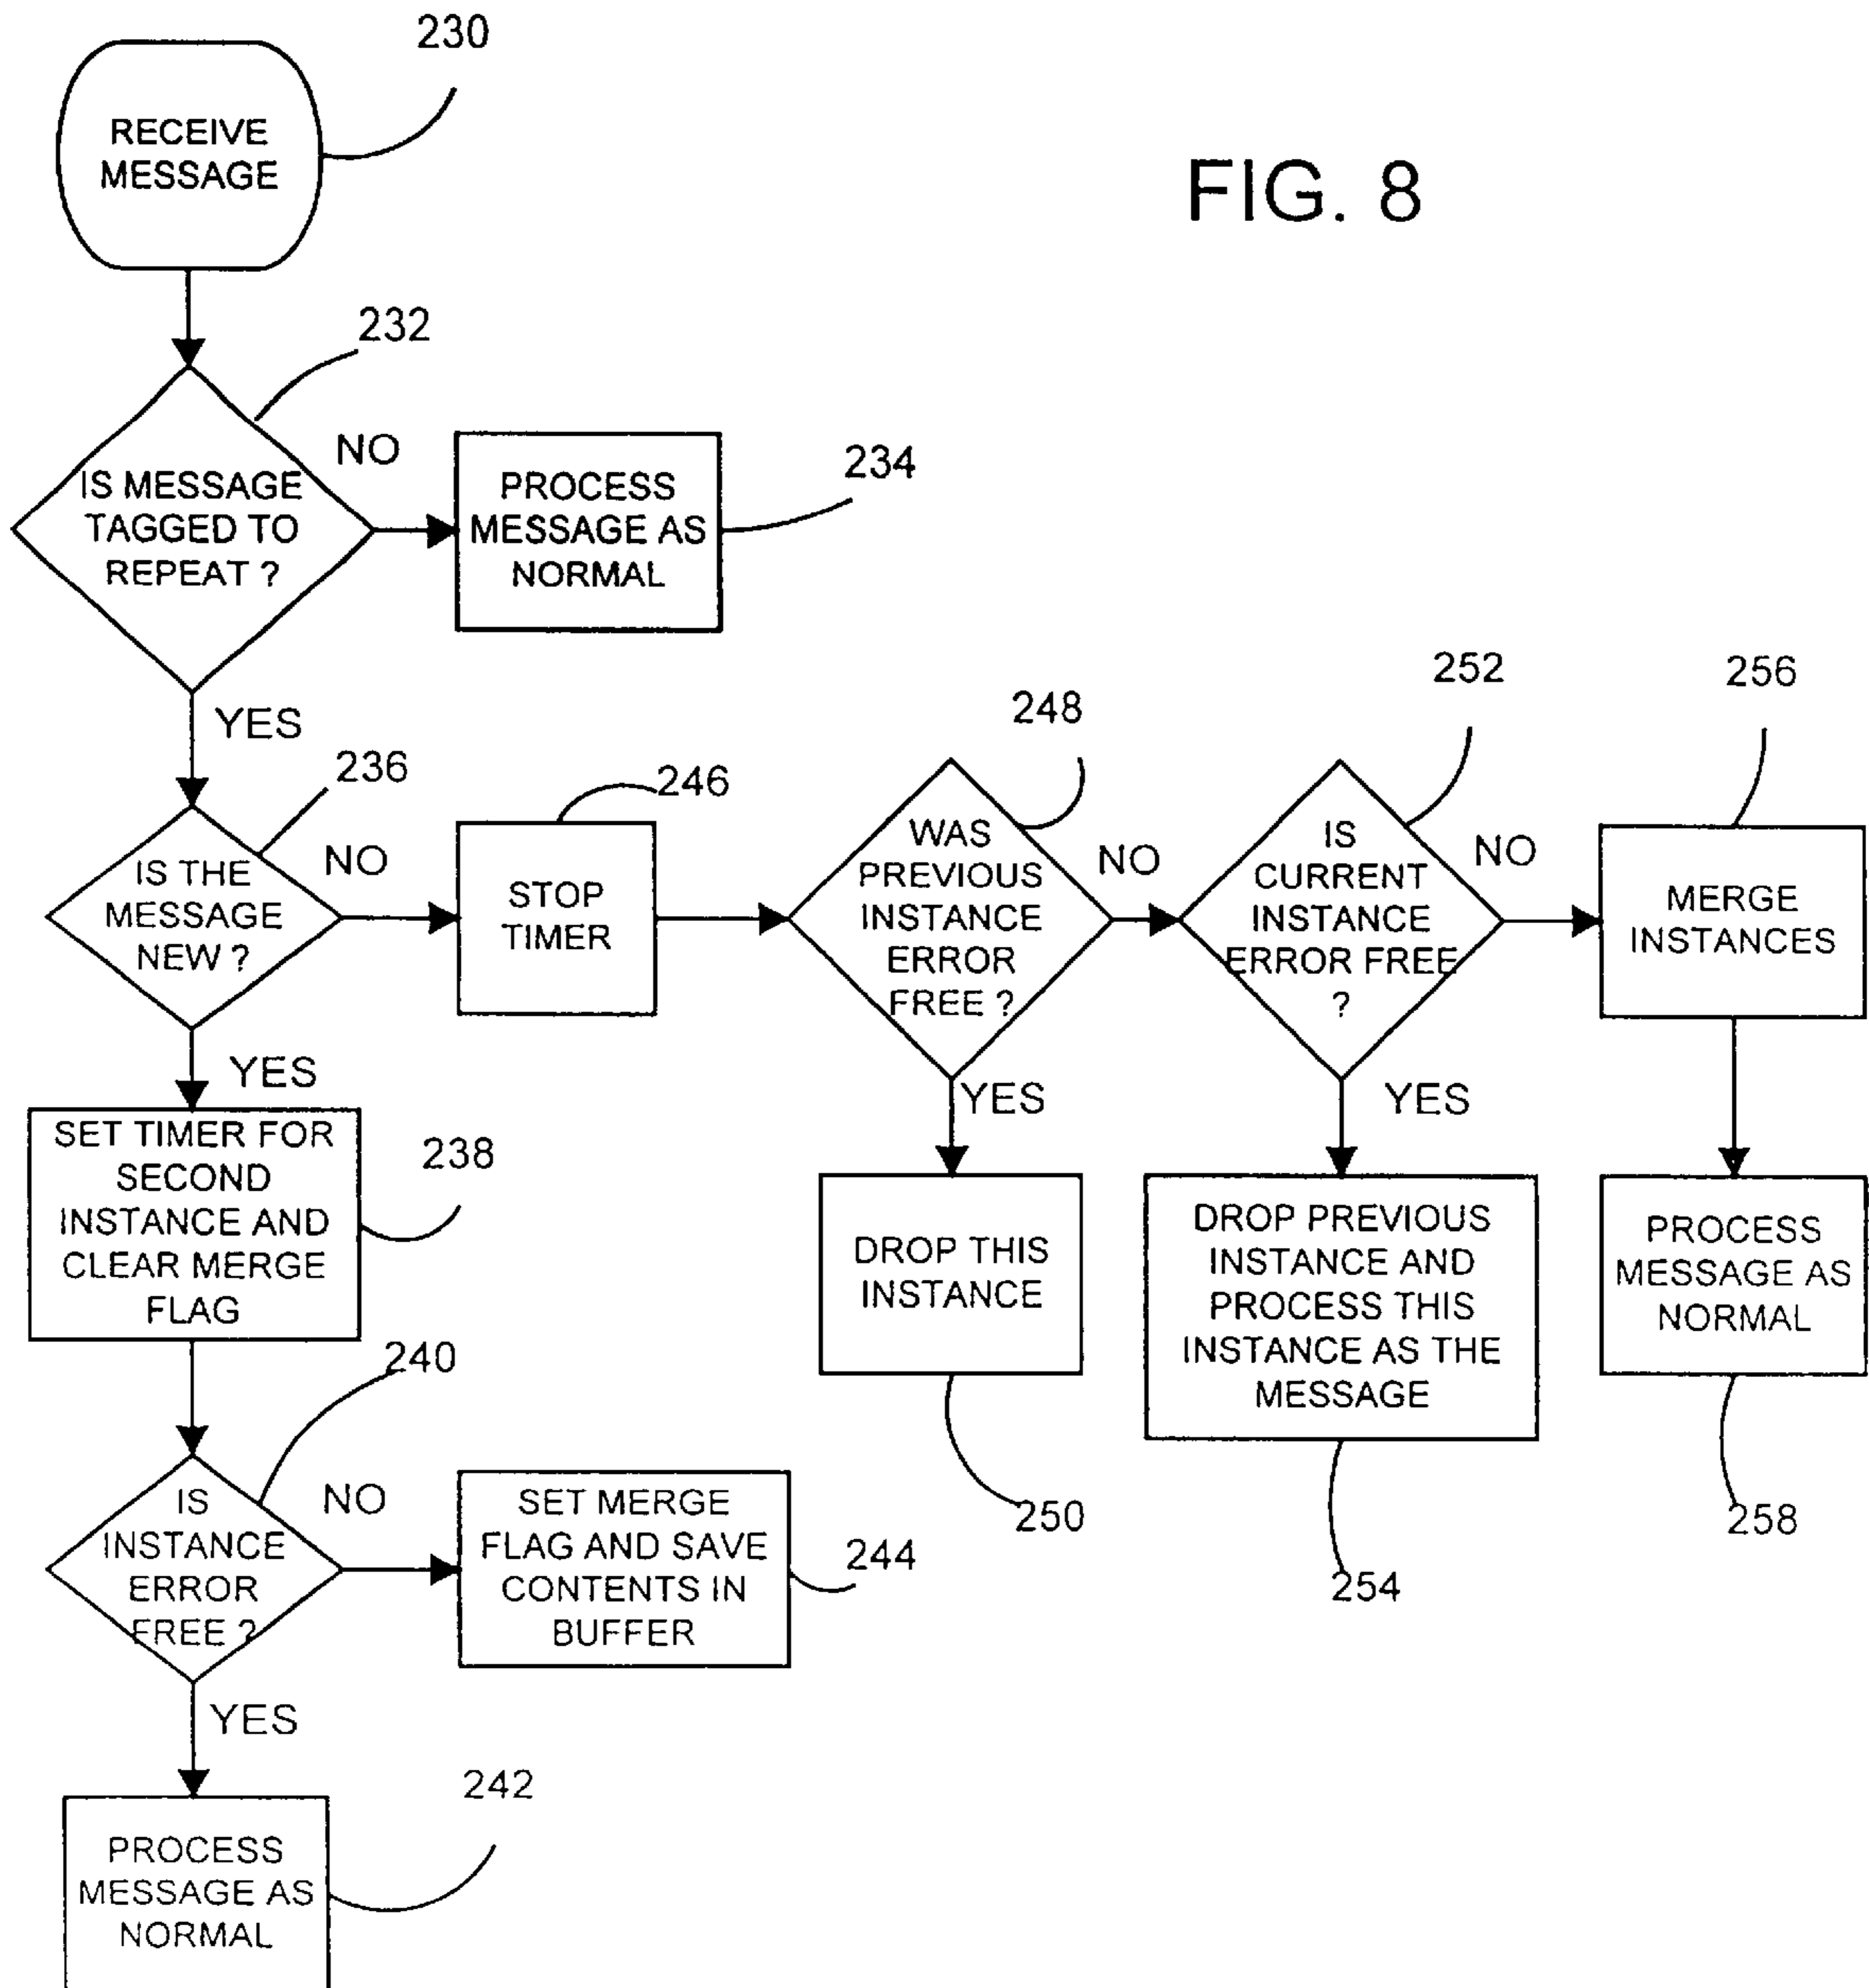 230
RECEIVE
MESSAGE
FIG. 8
232
IS MESSAGE
TAGGED TO
REPEAT ?
NO
PROCESS
MESSAGE AS
NORMAL
234
YES
236
IS THE
MESSAGE
NEW ?
NO
246
STOP
TIMER
248
WAS
PREVIOUS
INSTANCE
ERROR
FREE ?
NO
252
IS
CURRENT
INSTANCE
ERROR FREE
?
NO
256
MERGE
INSTANCES
YES
SET TIMER FOR
SECOND
INSTANCE AND
CLEAR MERGE
FLAG
238
YES
DROP THIS
INSTANCE
250
YES
DROP PREVIOUS
INSTANCE AND
PROCESS THIS
INSTANCE AS THE
MESSAGE
254
PROCESS
MESSAGE AS
NORMAL
258
240
IS
INSTANCE
ERROR
FREE ?
NO
SET MERGE
FLAG AND SAVE
CONTENTS IN
BUFFER
244
YES
242
PROCESS
MESSAGE AS
NORMAL